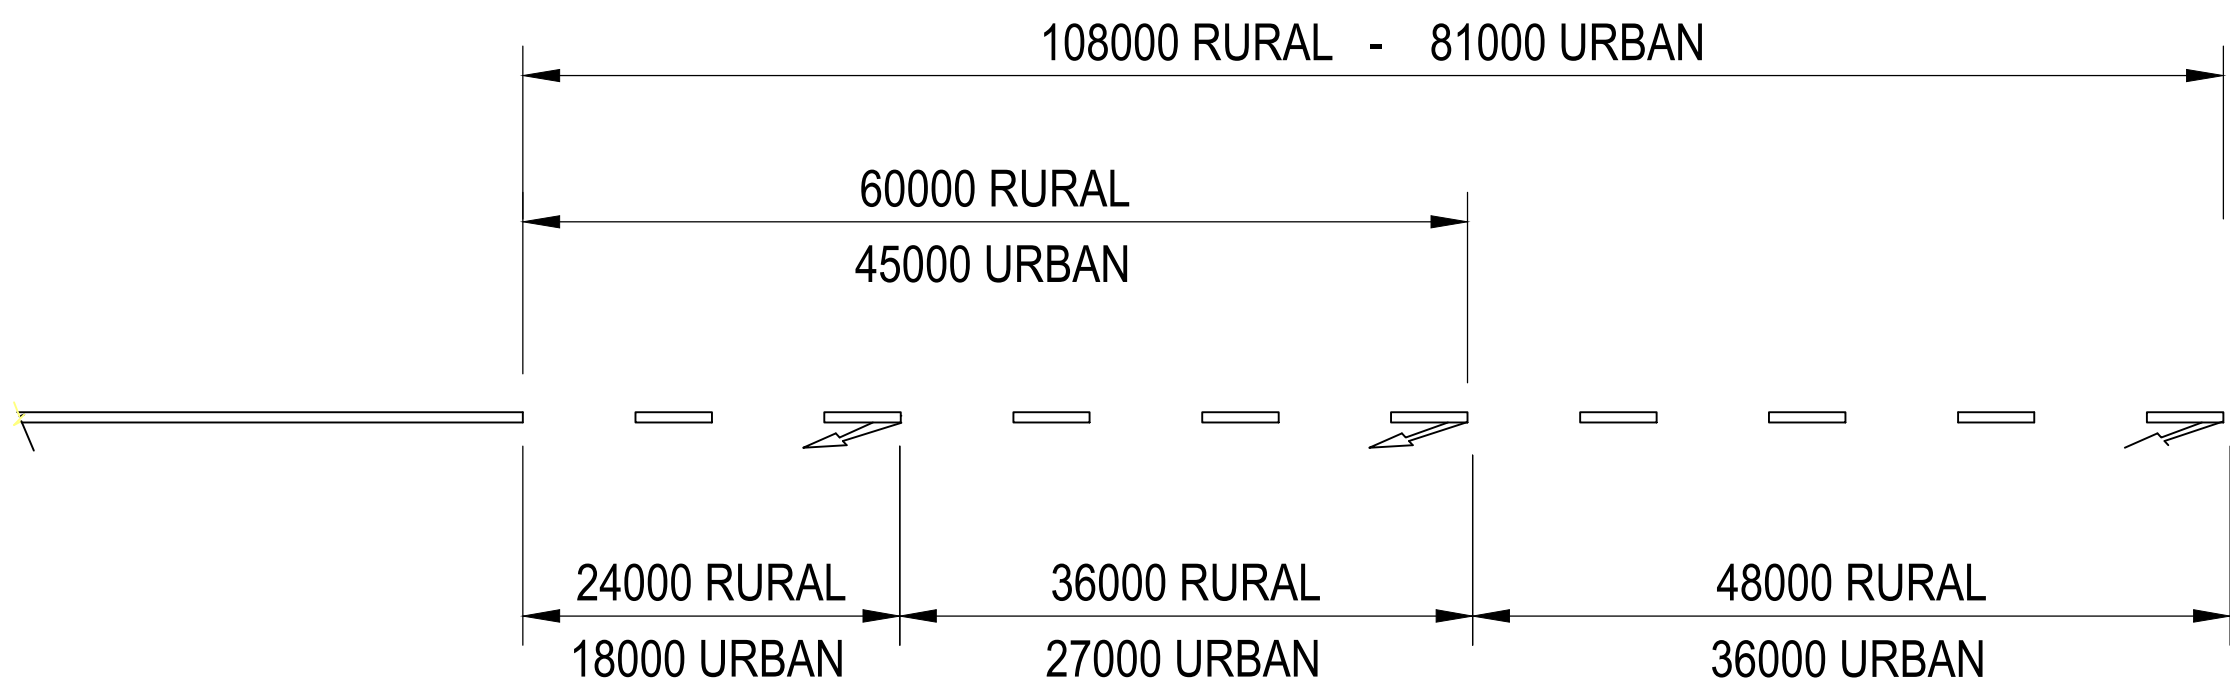 108000 RURAL - 81000 URBAN
60000 RURAL
45000 URBAN
24000 RURAL
18000 URBAN
36000 RURAL
27000 URBAN
48000 RURAL
36000 URBAN